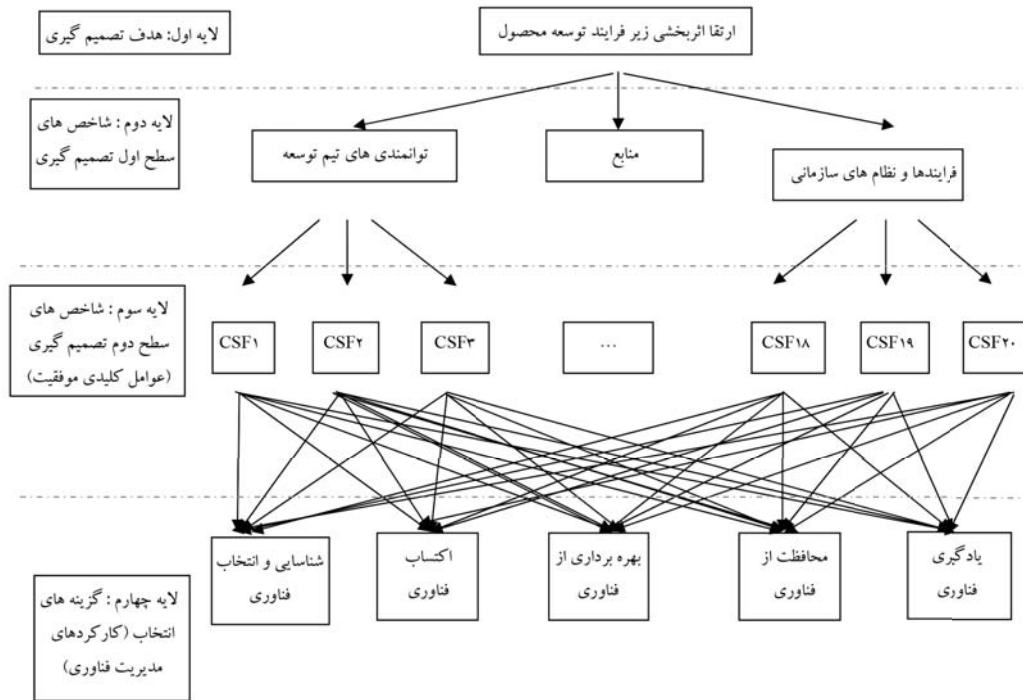 لایه اول: هدف تصمیم گیری
ارتقا اثربخشی زیر فرایند توسعه محصول
لایه دوم : شاخص های
سطح اول تصمیم گیری
توانمندی های تیم توسعه
منابع
فرایندها و نظام های سازمانی
لایه سوم : شاخص های
سطح دوم تصمیم گیری
(عوامل کلیدی موفقیت)
CSF۱
CSF۲
CSF۳
...
CSF۱۸
CSF۱۹
CSF۲۰
لایه چهارم : گزینه های
انتخاب (کارکردهای
مدیریت فناوری)
شناسایی و انتخاب
فناوری
اکتساب
فناوری
بهره برداری از
فناوری
محافظت از
فناوری
یادگیری
فناوری